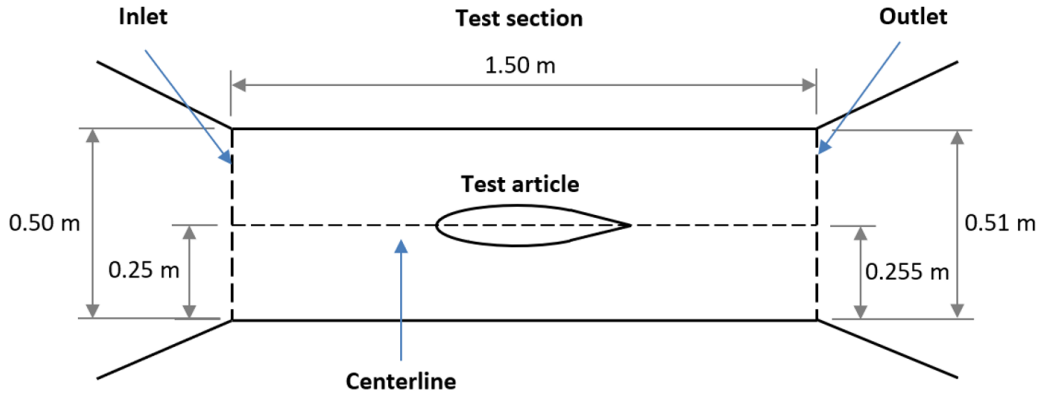 Inlet
Test section
Outlet
1.50 m
Test article
0.50 m
0.51 m
0.25 m
0.255 m
Centerline